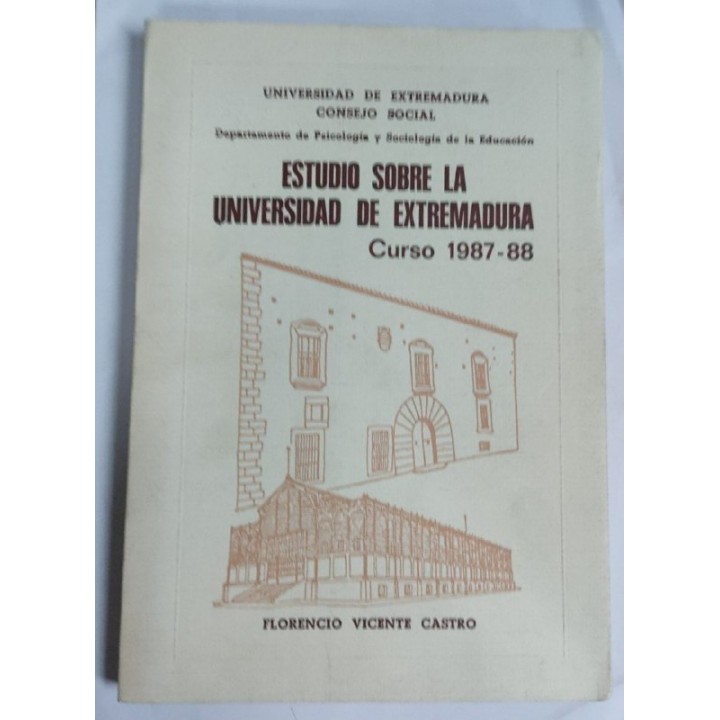 UNIVERSIDAD DE EXTREMADURA
CONSEJO SOCIAL
Departamento de Psicología y Sociología de la Educación
ESTUDIO SOBRE LA
UNIVERSIDAD DE EXTREMADURA
Curso 1987-88
FLORENCIO VICENTE CASTRO